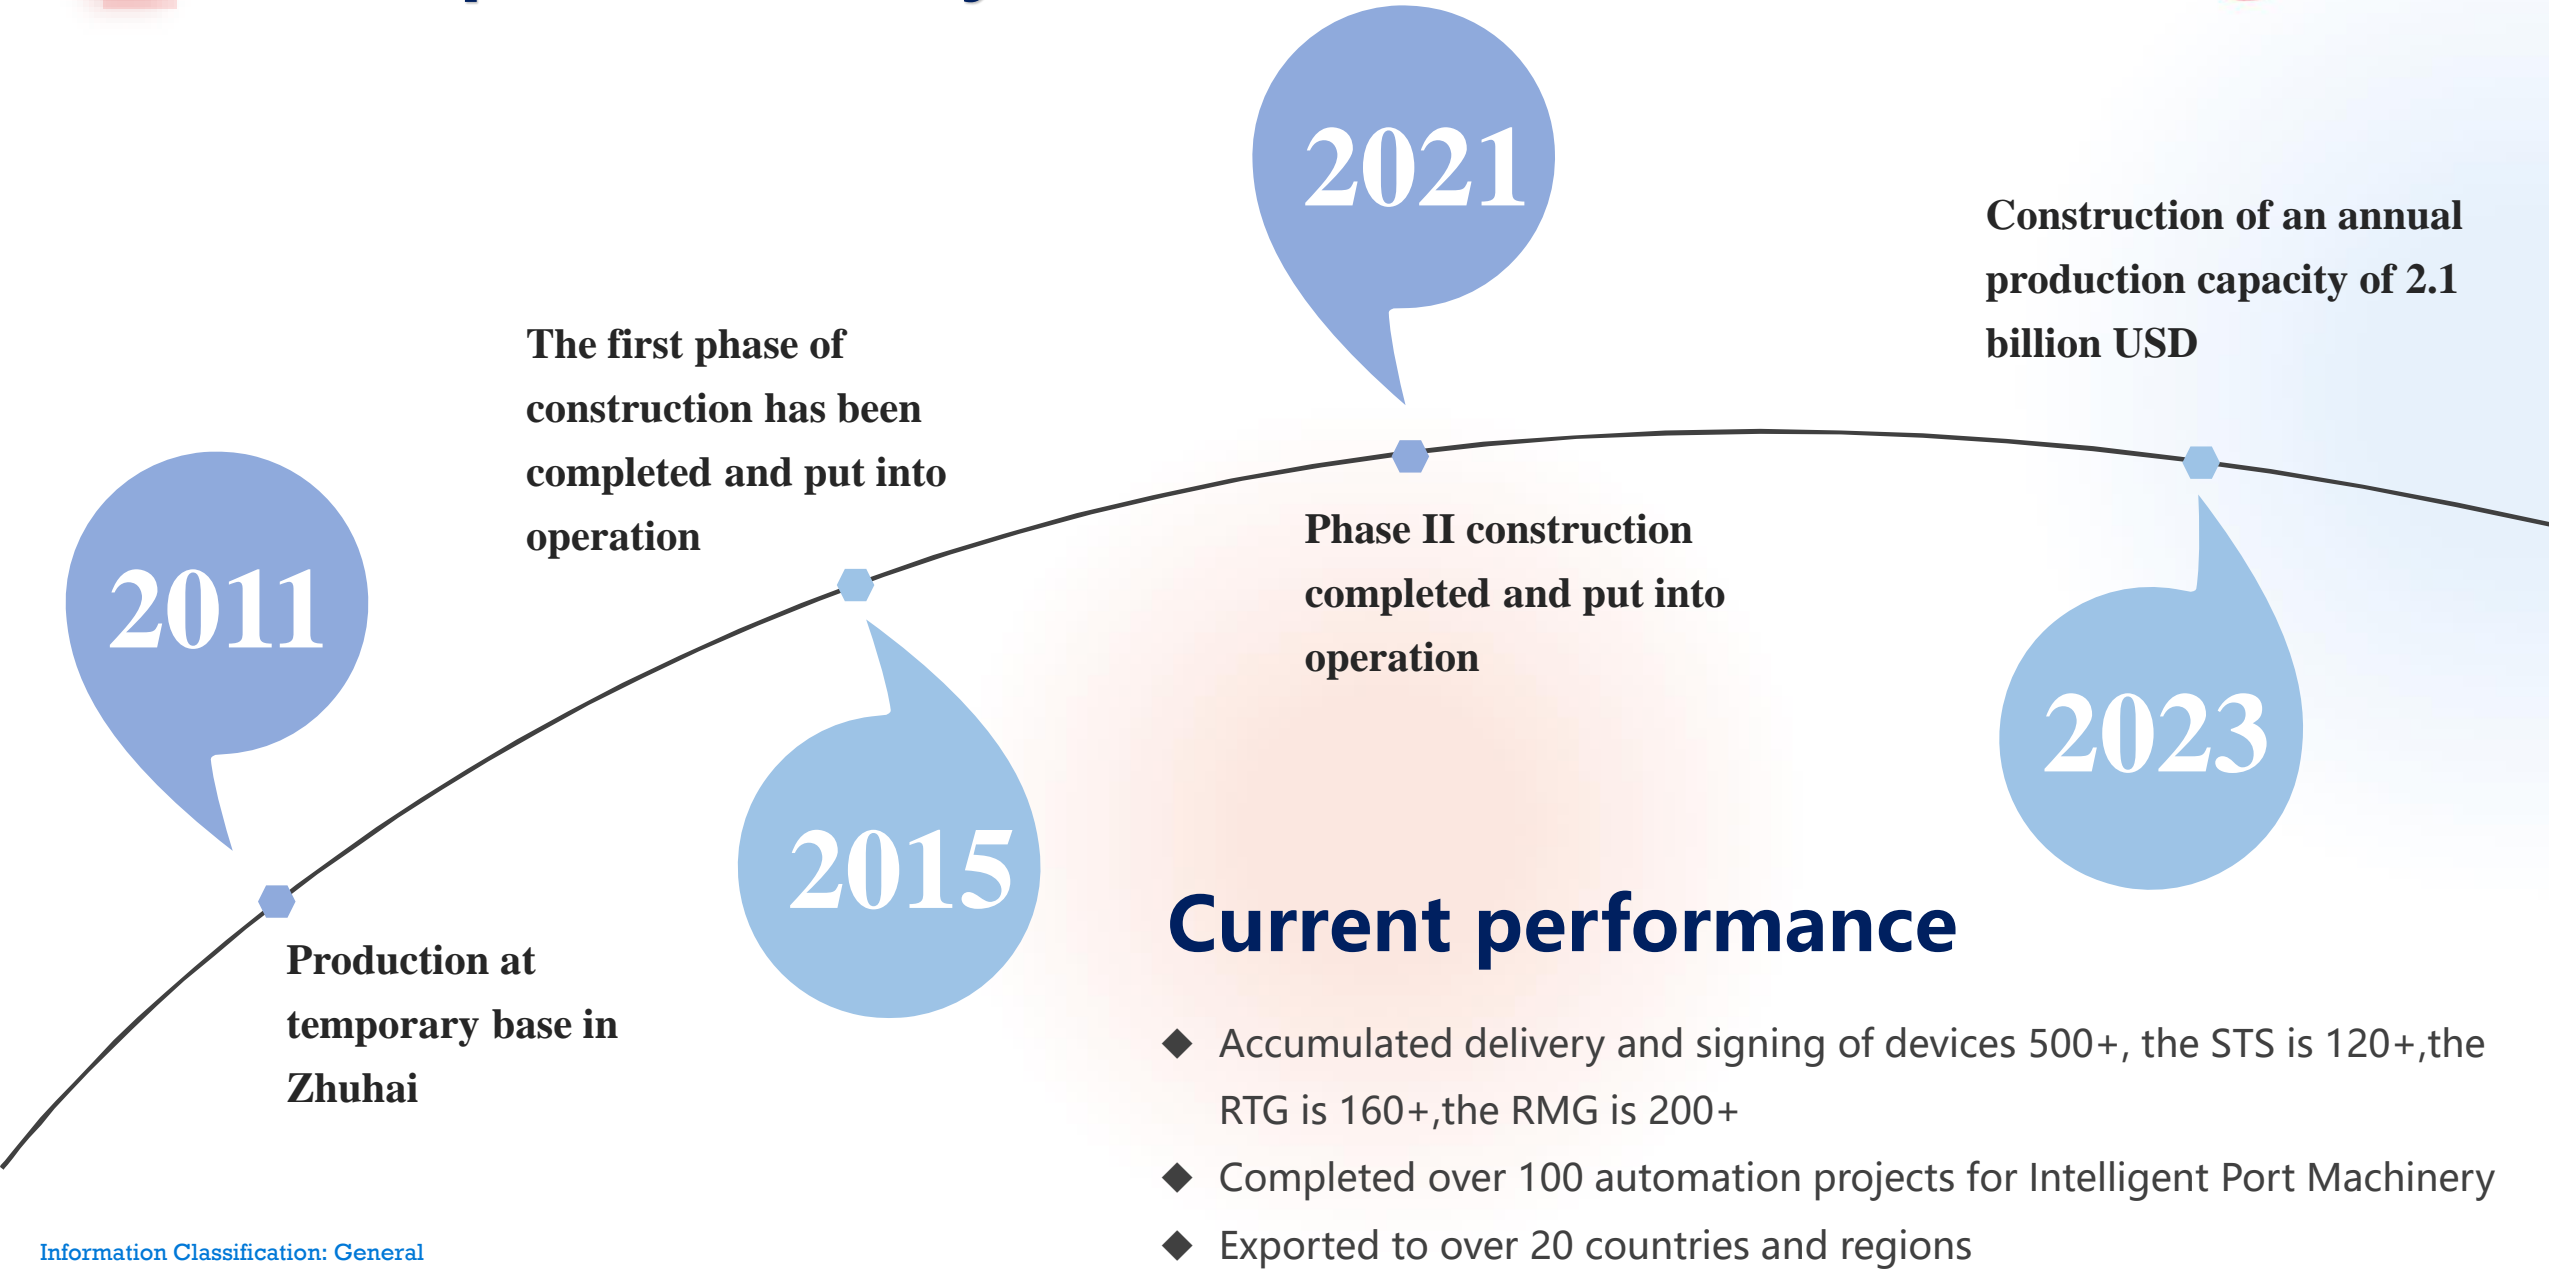 2021
Construction of an annual
production capacity of 2.1
billion USD
The first phase of
construction has been
completed and put into
operation
2011
Phase II construction
completed and put into
operation
2023
2015
Production at
temporary base in
Zhuhai
Current performance
◆ Accumulated delivery and signing of devices 500+, the STS is 120+,the
RTG is 160+,the RMG is 200+
◆ Completed over 100 automation projects for Intelligent Port Machinery
◆ Exported to over 20 countries and regions
Information Classification: General